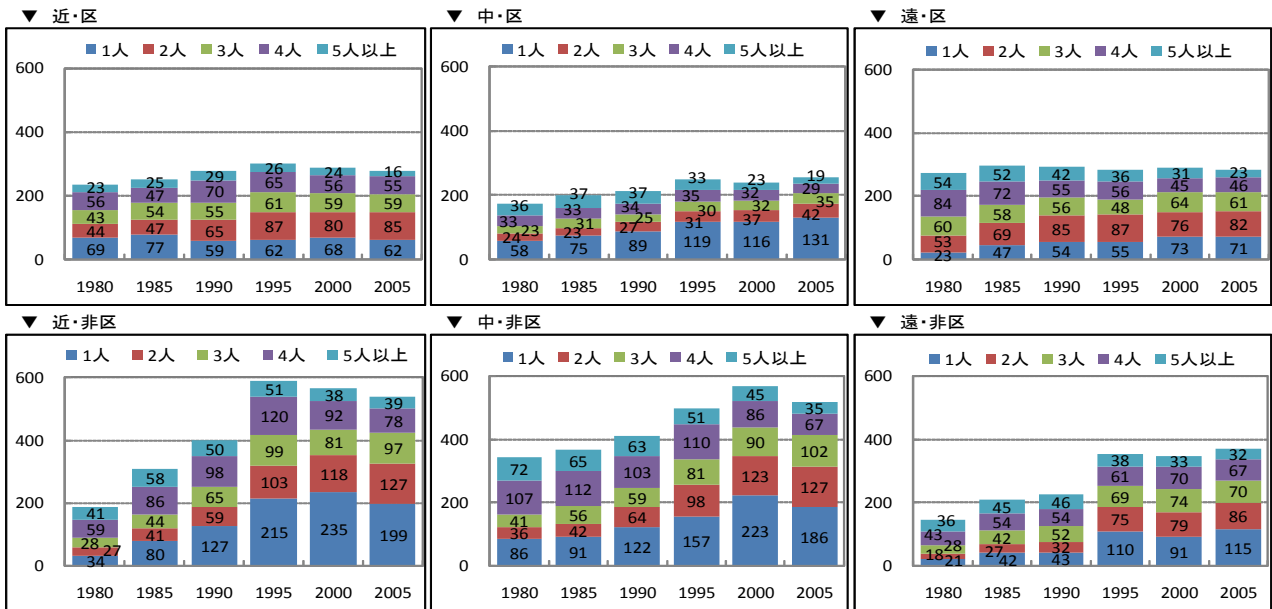 ▼ 近・区
■1人 ■2人 ■3人 ■4人 ■5人以上
600
400
200
0
23 25 29 26 24 16
56 47 70 65 56 55
43 54 55 61 59 59
44 47 65 87 80 85
69 77 59 62 68 62
1980 1985 1990 1995 2000 2005
▼ 中・区
■1人 ■2人 ■3人 ■4人 ■5人以上
600
400
200
0
36 37 37 33 23 19
33 33 34 35 32 29
23 31 25 30 32 35
24 23 27 31 37 42
58 75 89 119 116 131
1980 1985 1990 1995 2000 2005
▼ 遠・区
■1人 ■2人 ■3人 ■4人 ■5人以上
600
400
200
0
54 52 42 36 31 23
84 72 55 56 45 46
60 58 56 48 64 61
53 69 85 87 76 82
23 47 54 55 73 71
1980 1985 1990 1995 2000 2005
▼ 近・非区
■1人 ■2人 ■3人 ■4人 ■5人以上
600
400
200
0
41 58 50 51 38 39
59 86 98 120 92 78
28 44 65 99 81 97
27 41 59 103 118 127
34 80 127 215 235 199
1980 1985 1990 1995 2000 2005
▼ 中・非区
■1人 ■2人 ■3人 ■4人 ■5人以上
600
400
200
0
72 65 63 51 45 35
107 112 103 110 86 67
41 56 59 81 90 102
36 42 64 98 123 127
86 91 122 157 223 186
1980 1985 1990 1995 2000 2005
▼ 遠・非区
■1人 ■2人 ■3人 ■4人 ■5人以上
600
400
200
0
36 45 46 38 33 32
43 54 54 61 70 67
28 42 52 69 74 70
18 27 32 75 79 86
21 42 43 110 91 115
1980 1985 1990 1995 2000 2005